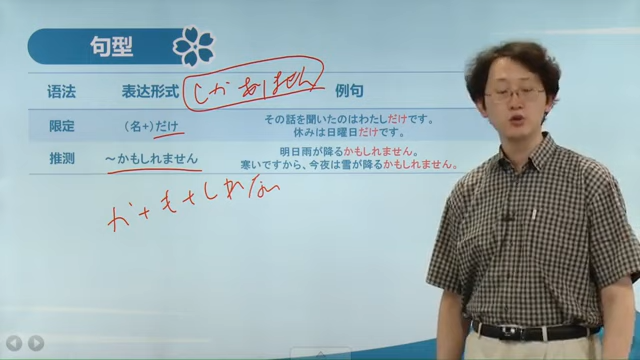 句型
语法 表达形式 しかありません 例句
限定 （名+）だけ その話を聞いたのはわたしだけです。
休みは日曜日だけです。
推测 ～かもしれません 明日雨が降るかもしれません。
寒いですから、今夜は雪が降るかもしれません。
か+も+しれない